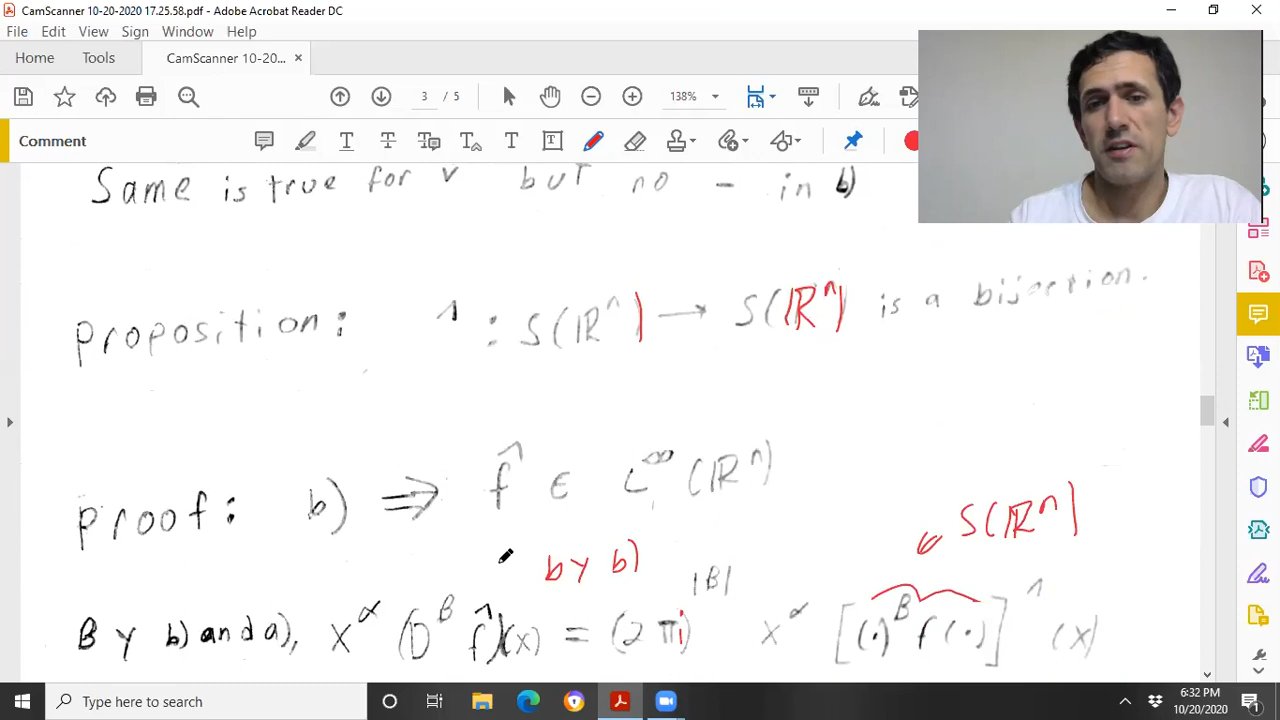 CamScanner 10-20-2020 17.25.58.pdf - Adobe Acrobat Reader DC
File Edit View Sign Window Help
Home Tools CamScanner 10-20... ×
3 / 5 138%
Comment
Same is true for ∨ but no - in b)
proposition: ^ : S(ℝⁿ) → S(ℝⁿ) is a bijection.
proof: b) ⇒ f̂ ∈ C^∞(ℝⁿ)
S(ℝⁿ)
by b)
By b) and a), x^α (D^β f̂)(x) = (2πi)^|β| x^α [(·)^β f(·)]^ (x)
Type here to search
6:32 PM
10/20/2020
1